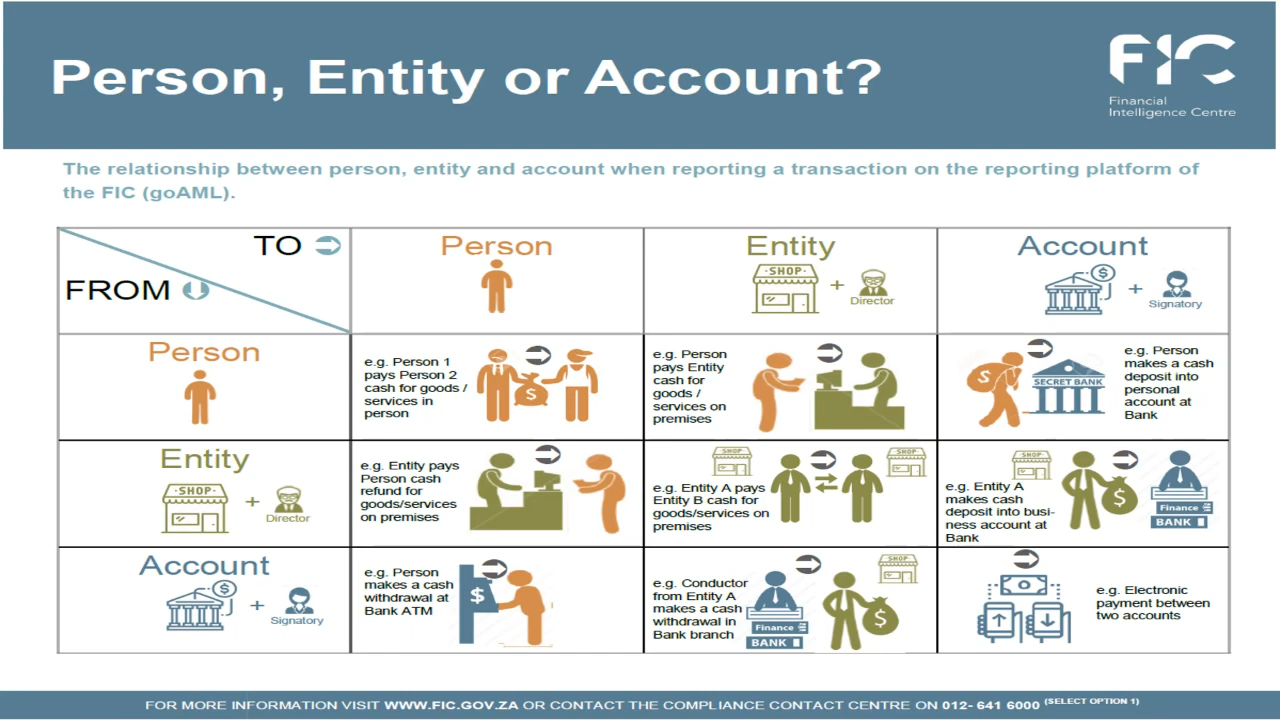 Person, Entity or Account?
FIC
Financial
Intelligence Centre
The relationship between person, entity and account when reporting a transaction on the reporting platform of
the FIC (goAML).
TO
FROM
Person
Entity
SHOP
+
Director
Account
$
+
Signatory
Person
e.g. Person 1
pays Person 2
cash for goods /
services in
person
$
e.g. Person
pays Entity
cash for
goods /
services on
premises
$
SECRET BANK
e.g. Person
makes a cash
deposit into
personal
account at
Bank
Entity
SHOP
+
Director
e.g. Entity pays
Person cash
refund for
goods/services
on premises
SHOP
SHOP
e.g. Entity A pays
Entity B cash for
goods/services on
premises
SHOP
e.g. Entity A
makes cash
deposit into busi-
ness account at
Bank
$
Finance
BANK
Account
$
+
Signatory
e.g. Person
makes a cash
withdrawal at
Bank ATM
$
e.g. Conductor
from Entity A
makes a cash
withdrawal in
Bank branch
Finance
BANK
SHOP
$
e.g. Electronic
payment between
two accounts
FOR MORE INFORMATION VISIT WWW.FIC.GOV.ZA OR CONTACT THE COMPLIANCE CONTACT CENTRE ON 012- 641 6000 (SELECT OPTION 1)